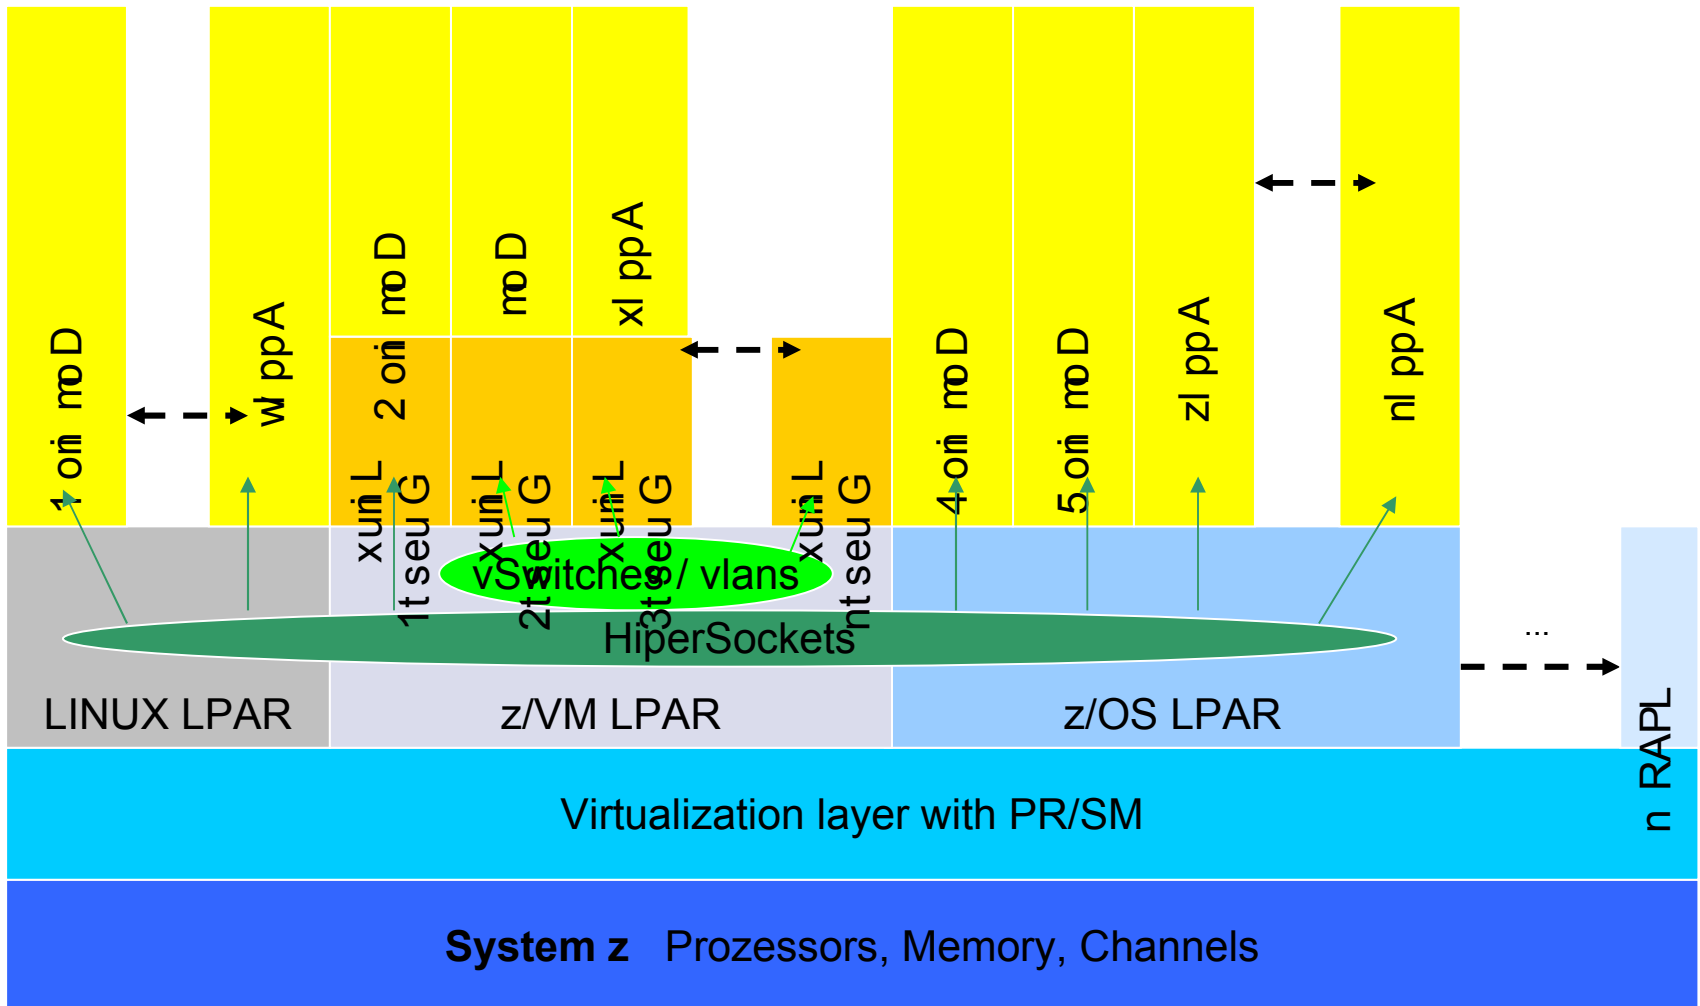 Domino 1
App lw
Domino 2
Dom
App lx
Domino 4
Domino 5
App lz
App ln
Linux
Guest 1
Linux
Guest 2
Linux
Guest 3
Linux
Guest n
vSwitches / vlans
HiperSockets
...
LINUX LPAR
z/VM LPAR
z/OS LPAR
LPAR n
Virtualization layer with PR/SM
System z Prozessors, Memory, Channels